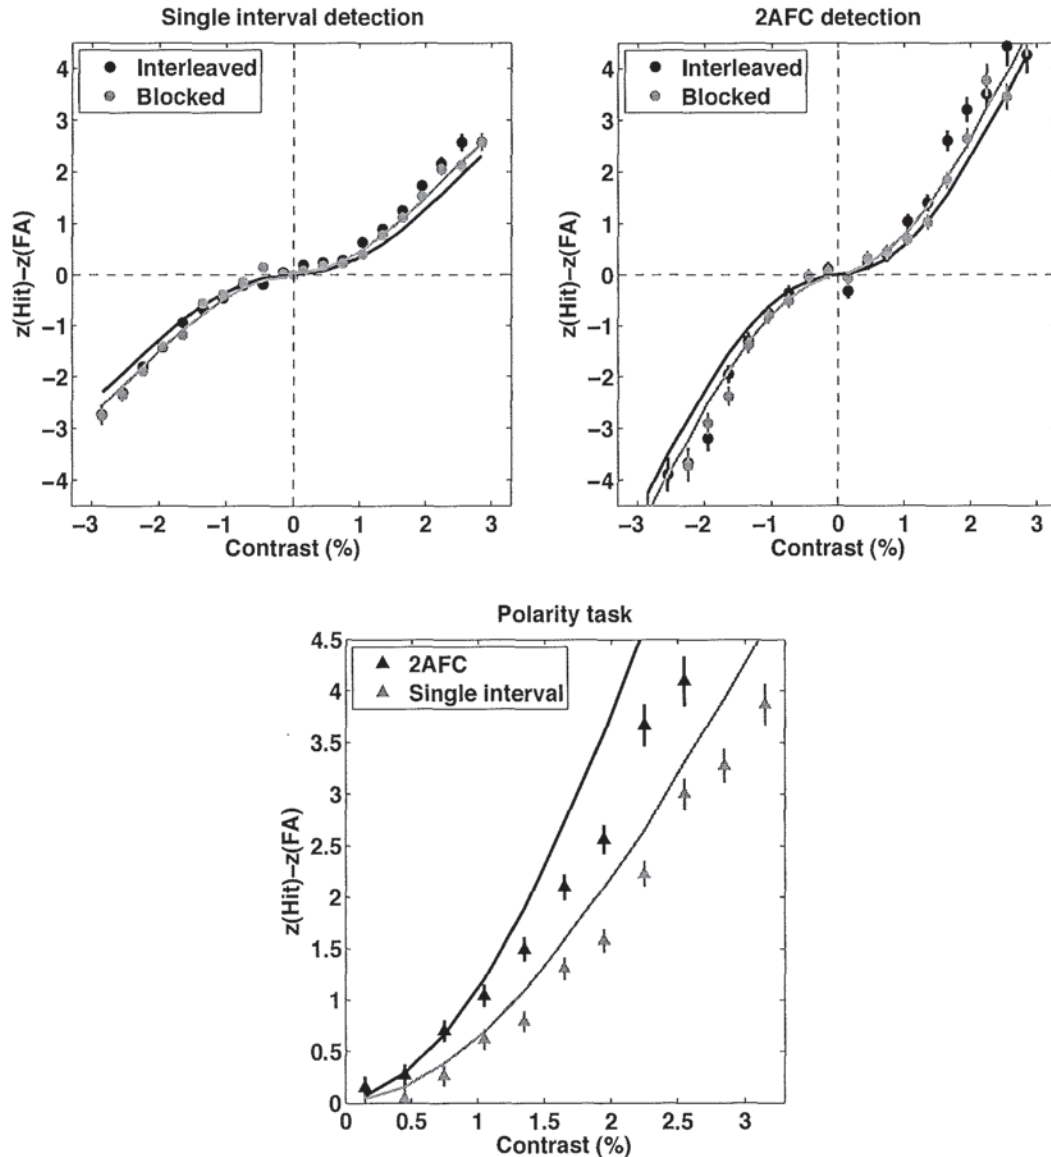 Single interval detection
4
3
2
1
0
−1
−2
−3
−4
z(Hit)−z(FA)
Interleaved
Blocked
−3 −2 −1 0 1 2 3
Contrast (%)
2AFC detection
4
3
2
1
0
−1
−2
−3
−4
z(Hit)−z(FA)
Interleaved
Blocked
−3 −2 −1 0 1 2 3
Contrast (%)
Polarity task
4.5
4
3.5
3
2.5
2
1.5
1
0.5
0
z(Hit)−z(FA)
2AFC
Single interval
0 0.5 1 1.5 2 2.5 3
Contrast (%)